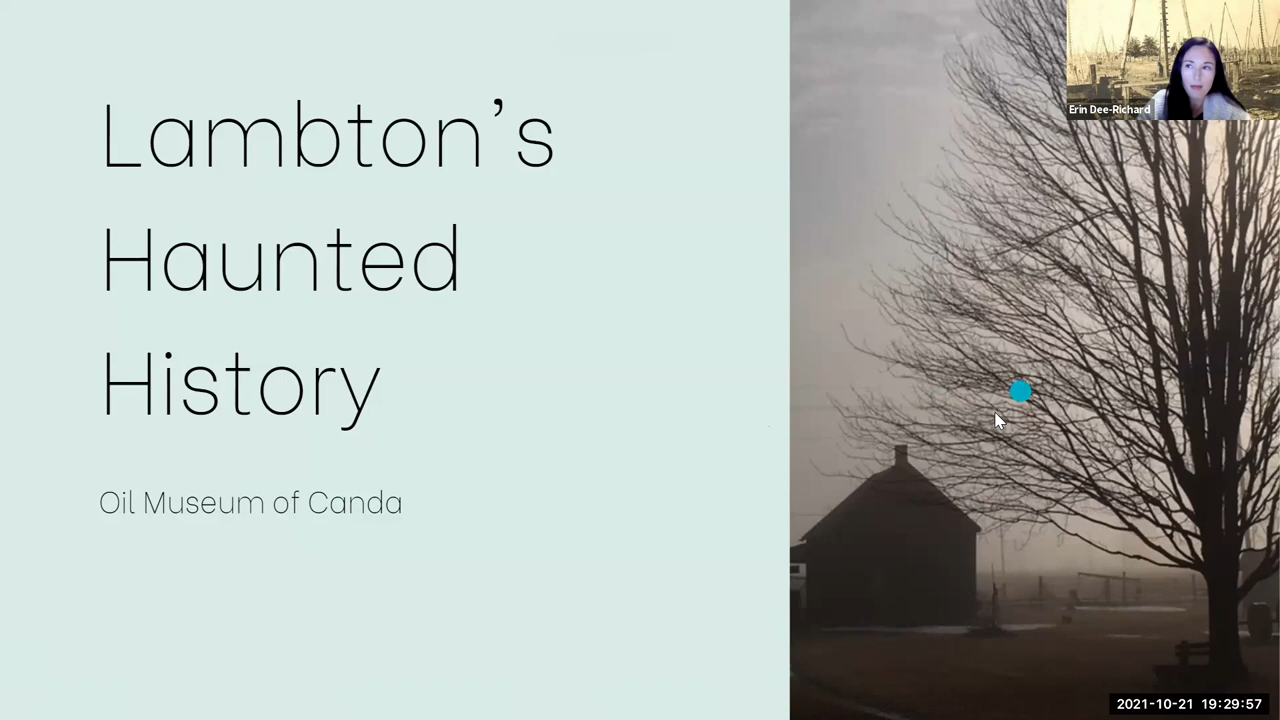 Lambton's
Haunted
History
Oil Museum of Canda
Erin Dee-Richard
2021-10-21 19:29:57